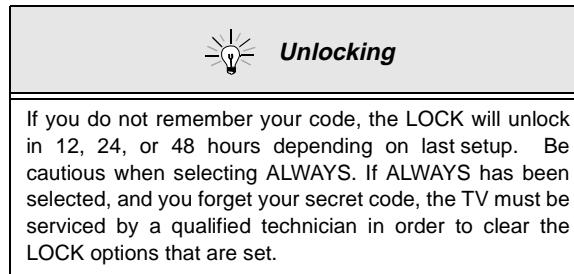 Unlocking
If you do not remember your code, the LOCK will unlock
in 12, 24, or 48 hours depending on last setup. Be
cautious when selecting ALWAYS. If ALWAYS has been
selected, and you forget your secret code, the TV must be
serviced by a qualified technician in order to clear the
LOCK options that are set.